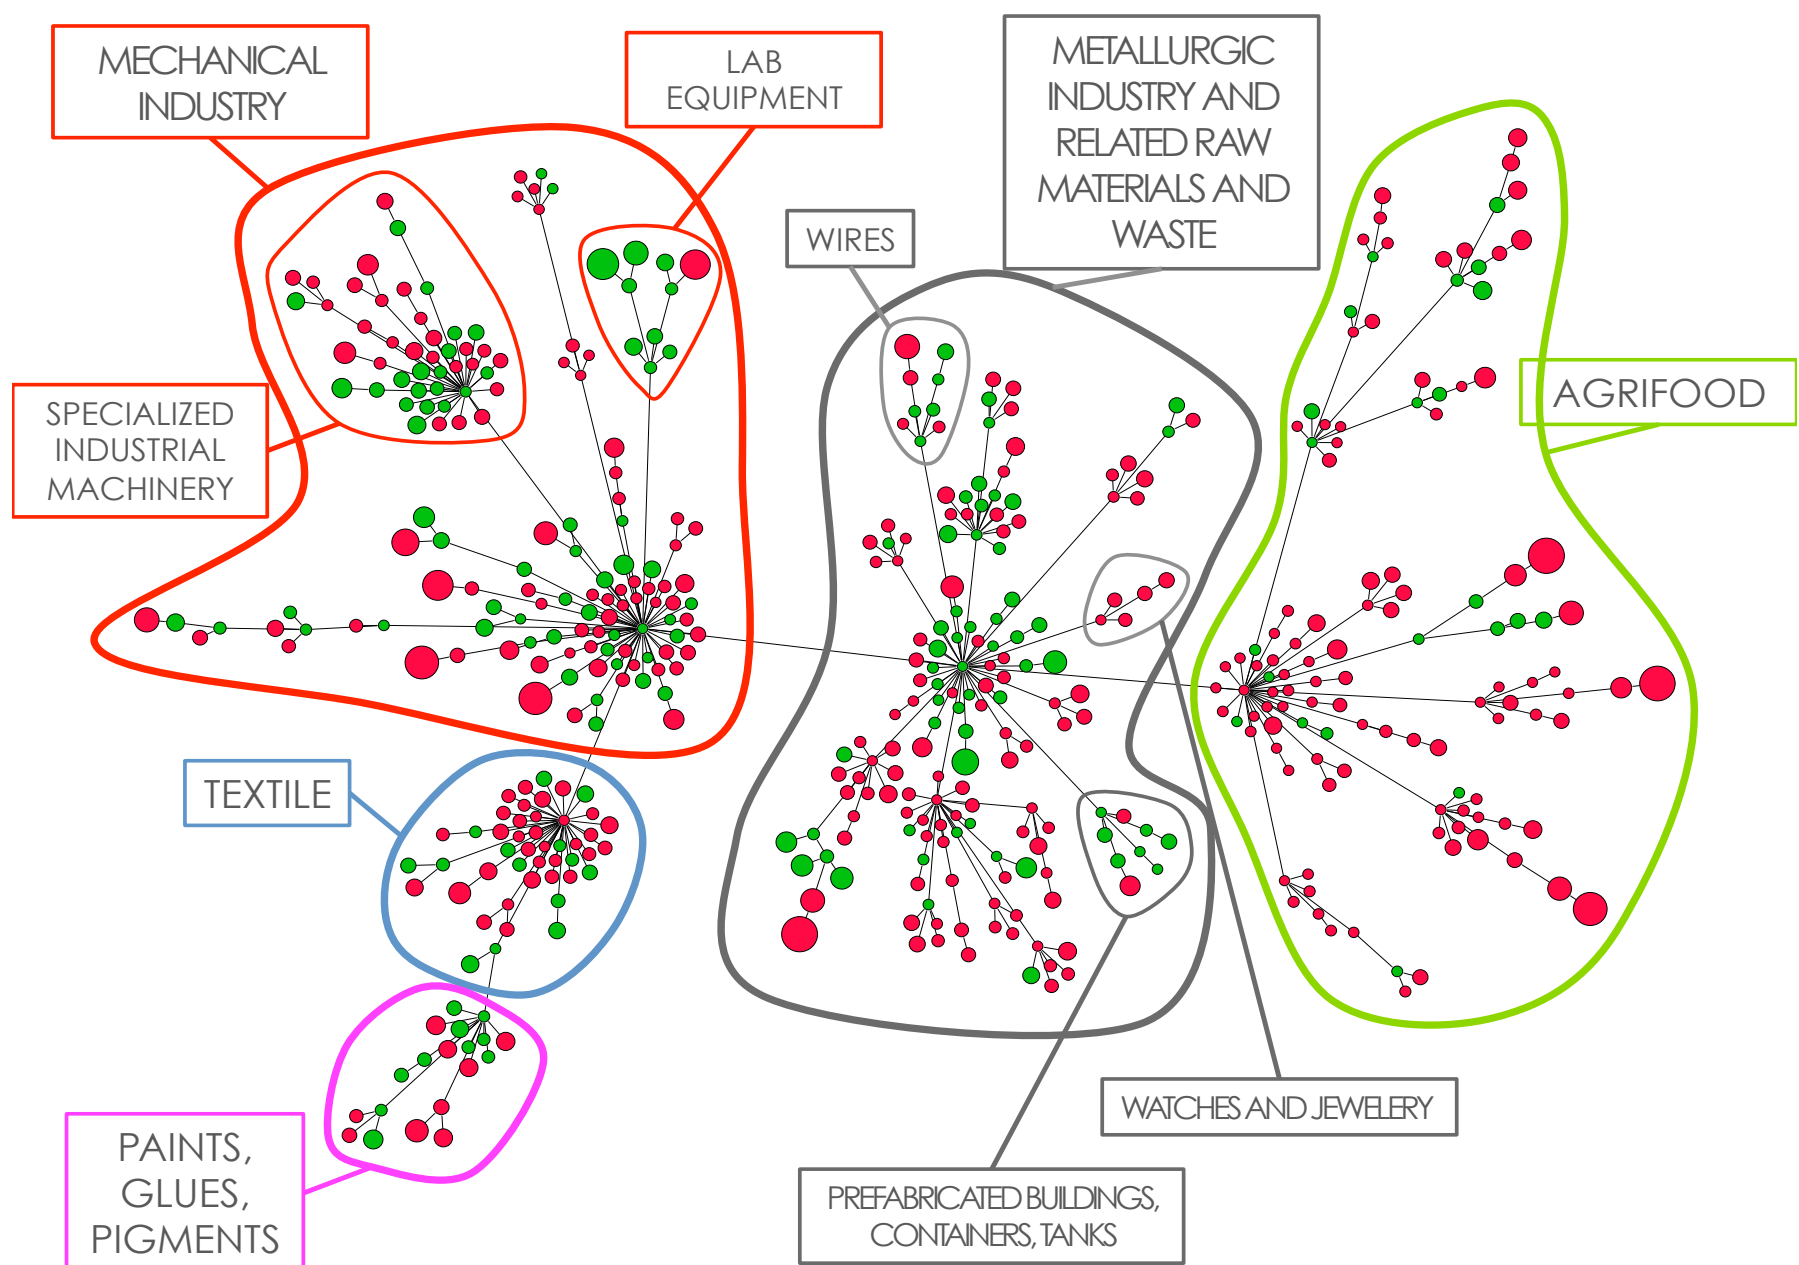 MECHANICAL
INDUSTRY
LAB
EQUIPMENT
METALLURGIC
INDUSTRY AND
RELATED RAW
MATERIALS AND
WASTE
WIRES
AGRIFOOD
SPECIALIZED
INDUSTRIAL
MACHINERY
TEXTILE
WATCHES AND JEWELERY
PAINTS,
GLUES,
PIGMENTS
PREFABRICATED BUILDINGS,
CONTAINERS, TANKS